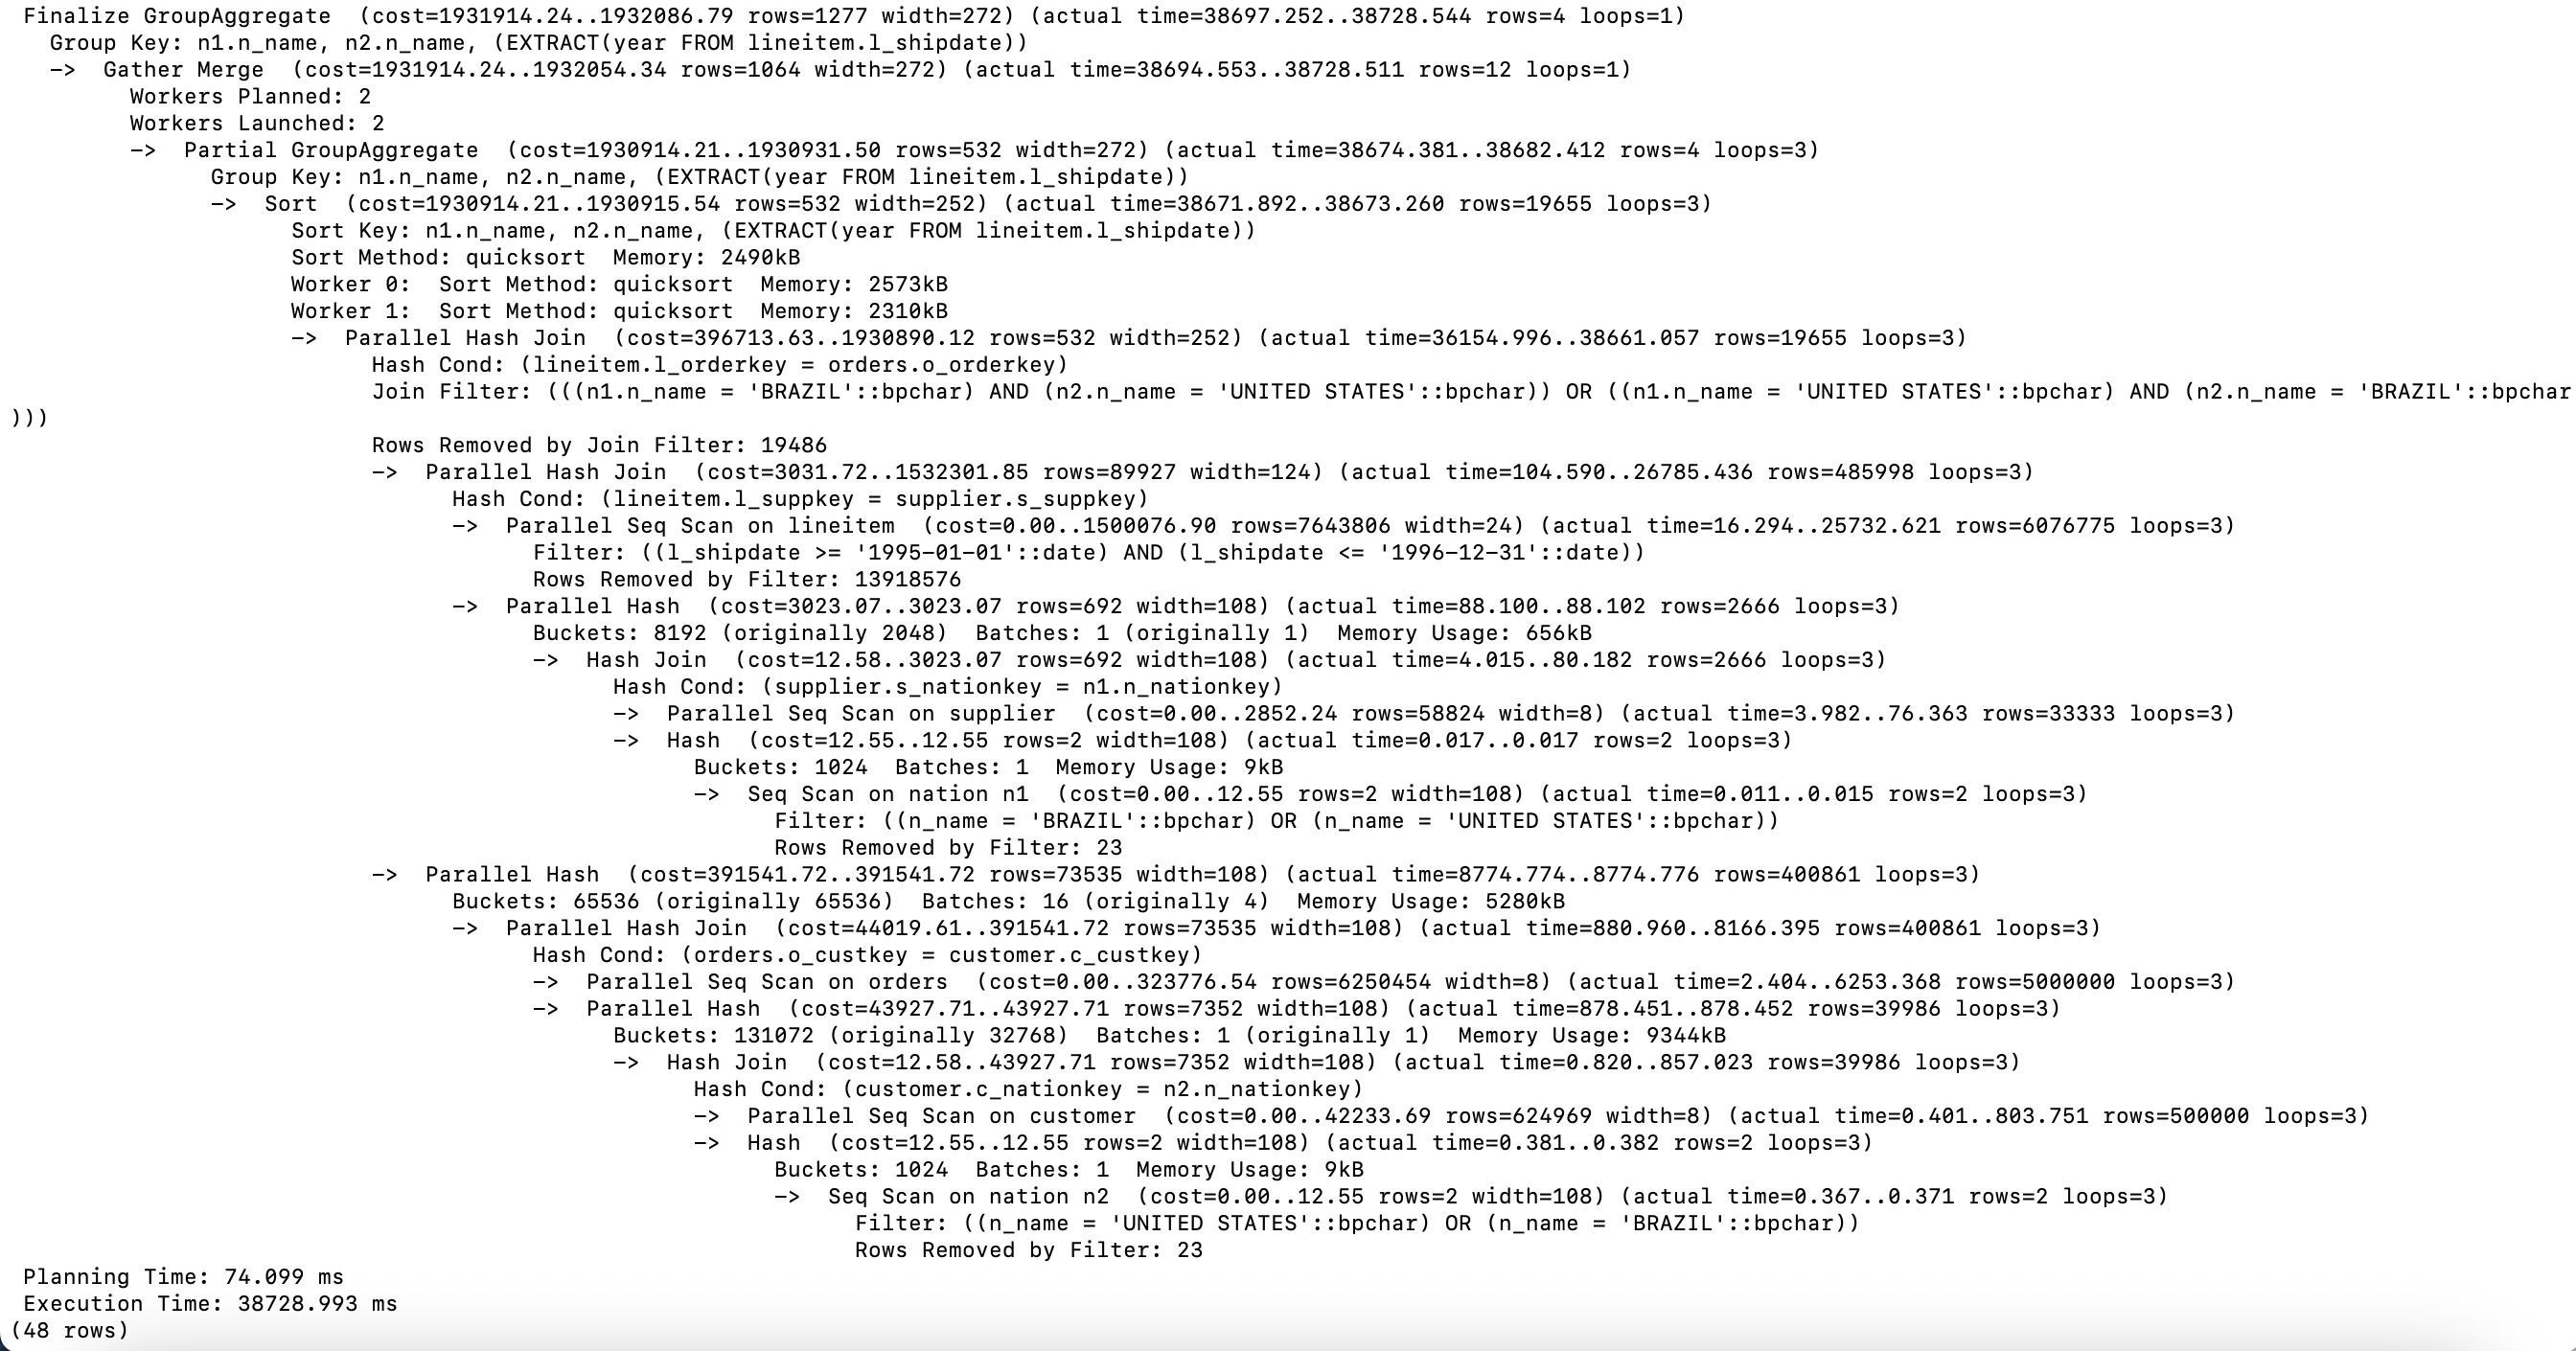 Finalize GroupAggregate  (cost=1931914.24..1932086.79 rows=1277 width=272) (actual time=38697.252..38728.544 rows=4 loops=1)
  Group Key: n1.n_name, n2.n_name, (EXTRACT(year FROM lineitem.l_shipdate))
  ->  Gather Merge  (cost=1931914.24..1932054.34 rows=1064 width=272) (actual time=38694.553..38728.511 rows=12 loops=1)
        Workers Planned: 2
        Workers Launched: 2
        ->  Partial GroupAggregate  (cost=1930914.21..1930931.50 rows=532 width=272) (actual time=38674.381..38682.412 rows=4 loops=3)
              Group Key: n1.n_name, n2.n_name, (EXTRACT(year FROM lineitem.l_shipdate))
              ->  Sort  (cost=1930914.21..1930915.54 rows=532 width=252) (actual time=38671.892..38673.260 rows=19655 loops=3)
                    Sort Key: n1.n_name, n2.n_name, (EXTRACT(year FROM lineitem.l_shipdate))
                    Sort Method: quicksort  Memory: 2490kB
                    Worker 0:  Sort Method: quicksort  Memory: 2573kB
                    Worker 1:  Sort Method: quicksort  Memory: 2310kB
                    ->  Parallel Hash Join  (cost=396713.63..1930890.12 rows=532 width=252) (actual time=36154.996..38661.057 rows=19655 loops=3)
                          Hash Cond: (lineitem.l_orderkey = orders.o_orderkey)
                          Join Filter: (((n1.n_name = 'BRAZIL'::bpchar) AND (n2.n_name = 'UNITED STATES'::bpchar)) OR ((n1.n_name = 'UNITED STATES'::bpchar) AND (n2.n_name = 'BRAZIL'::bpchar
)))
                          Rows Removed by Join Filter: 19486
                          ->  Parallel Hash Join  (cost=3031.72..1532301.85 rows=89927 width=124) (actual time=104.590..26785.436 rows=485998 loops=3)
                                Hash Cond: (lineitem.l_suppkey = supplier.s_suppkey)
                                ->  Parallel Seq Scan on lineitem  (cost=0.00..1500076.90 rows=7643806 width=24) (actual time=16.294..25732.621 rows=6076775 loops=3)
                                      Filter: ((l_shipdate >= '1995-01-01'::date) AND (l_shipdate <= '1996-12-31'::date))
                                      Rows Removed by Filter: 13918576
                                ->  Parallel Hash  (cost=3023.07..3023.07 rows=692 width=108) (actual time=88.100..88.102 rows=2666 loops=3)
                                      Buckets: 8192 (originally 2048)  Batches: 1 (originally 1)  Memory Usage: 656kB
                                      ->  Hash Join  (cost=12.58..3023.07 rows=692 width=108) (actual time=4.015..80.182 rows=2666 loops=3)
                                            Hash Cond: (supplier.s_nationkey = n1.n_nationkey)
                                            ->  Parallel Seq Scan on supplier  (cost=0.00..2852.24 rows=58824 width=8) (actual time=3.982..76.363 rows=33333 loops=3)
                                            ->  Hash  (cost=12.55..12.55 rows=2 width=108) (actual time=0.017..0.017 rows=2 loops=3)
                                                  Buckets: 1024  Batches: 1  Memory Usage: 9kB
                                                  ->  Seq Scan on nation n1  (cost=0.00..12.55 rows=2 width=108) (actual time=0.011..0.015 rows=2 loops=3)
                                                        Filter: ((n_name = 'BRAZIL'::bpchar) OR (n_name = 'UNITED STATES'::bpchar))
                                                        Rows Removed by Filter: 23
                          ->  Parallel Hash  (cost=391541.72..391541.72 rows=73535 width=108) (actual time=8774.774..8774.776 rows=400861 loops=3)
                                Buckets: 65536 (originally 65536)  Batches: 16 (originally 4)  Memory Usage: 5280kB
                                ->  Parallel Hash Join  (cost=44019.61..391541.72 rows=73535 width=108) (actual time=880.960..8166.395 rows=400861 loops=3)
                                      Hash Cond: (orders.o_custkey = customer.c_custkey)
                                      ->  Parallel Seq Scan on orders  (cost=0.00..323776.54 rows=6250454 width=8) (actual time=2.404..6253.368 rows=5000000 loops=3)
                                      ->  Parallel Hash  (cost=43927.71..43927.71 rows=7352 width=108) (actual time=878.451..878.452 rows=39986 loops=3)
                                            Buckets: 131072 (originally 32768)  Batches: 1 (originally 1)  Memory Usage: 9344kB
                                            ->  Hash Join  (cost=12.58..43927.71 rows=7352 width=108) (actual time=0.820..857.023 rows=39986 loops=3)
                                                  Hash Cond: (customer.c_nationkey = n2.n_nationkey)
                                                  ->  Parallel Seq Scan on customer  (cost=0.00..42233.69 rows=624969 width=8) (actual time=0.401..803.751 rows=500000 loops=3)
                                                  ->  Hash  (cost=12.55..12.55 rows=2 width=108) (actual time=0.381..0.382 rows=2 loops=3)
                                                        Buckets: 1024  Batches: 1  Memory Usage: 9kB
                                                        ->  Seq Scan on nation n2  (cost=0.00..12.55 rows=2 width=108) (actual time=0.367..0.371 rows=2 loops=3)
                                                              Filter: ((n_name = 'UNITED STATES'::bpchar) OR (n_name = 'BRAZIL'::bpchar))
                                                              Rows Removed by Filter: 23
Planning Time: 74.099 ms
Execution Time: 38728.993 ms
(48 rows)